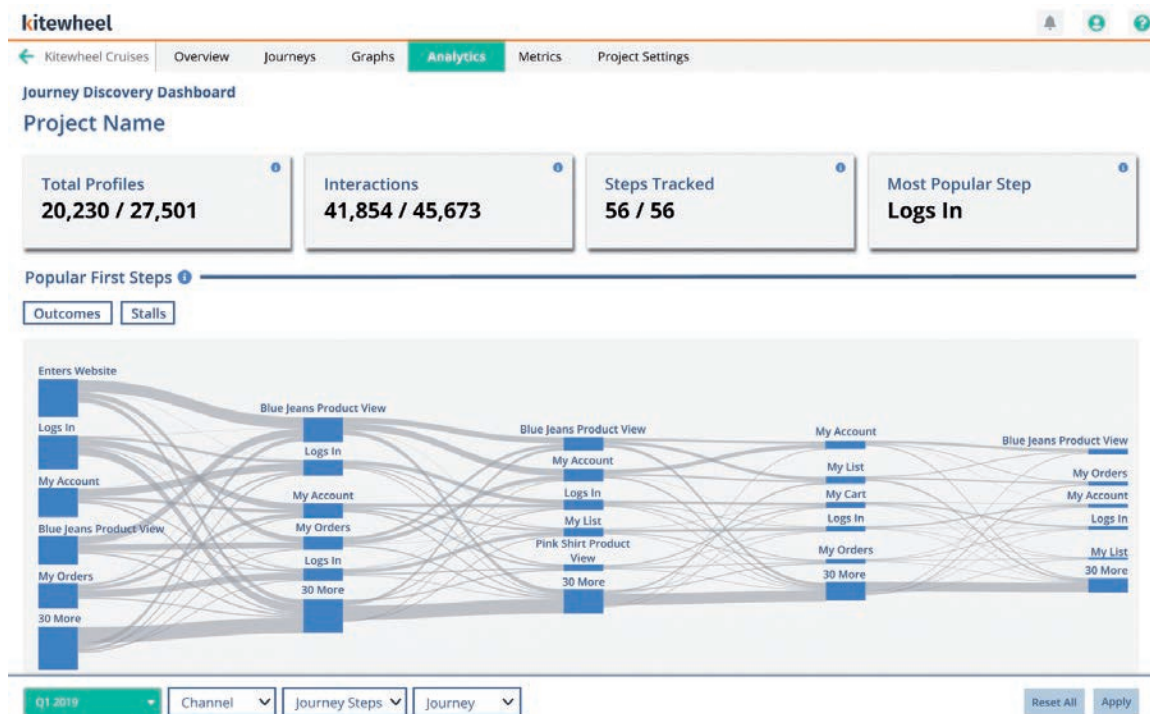 kitewheel
Kitewheel Cruises Overview Journeys Graphs Analytics Metrics Project Settings
Journey Discovery Dashboard
Project Name
Total Profiles
20,230 / 27,501
Interactions
41,854 / 45,673
Steps Tracked
56 / 56
Most Popular Step
Logs In
Popular First Steps
Outcomes Stalls
Enters Website
Logs In
My Account
Blue Jeans Product View
My Orders
30 More
Blue Jeans Product View
Logs In
My Account
My Orders
Logs In
30 More
Blue Jeans Product View
My Account
Logs In
My List
Pink Shirt Product
View
30 More
My Account
My List
My Cart
Logs In
My Orders
30 More
Blue Jeans Product View
My Orders
My Account
Logs In
My List
30 More
Q1 2019 Channel Journey Steps Journey Reset All Apply